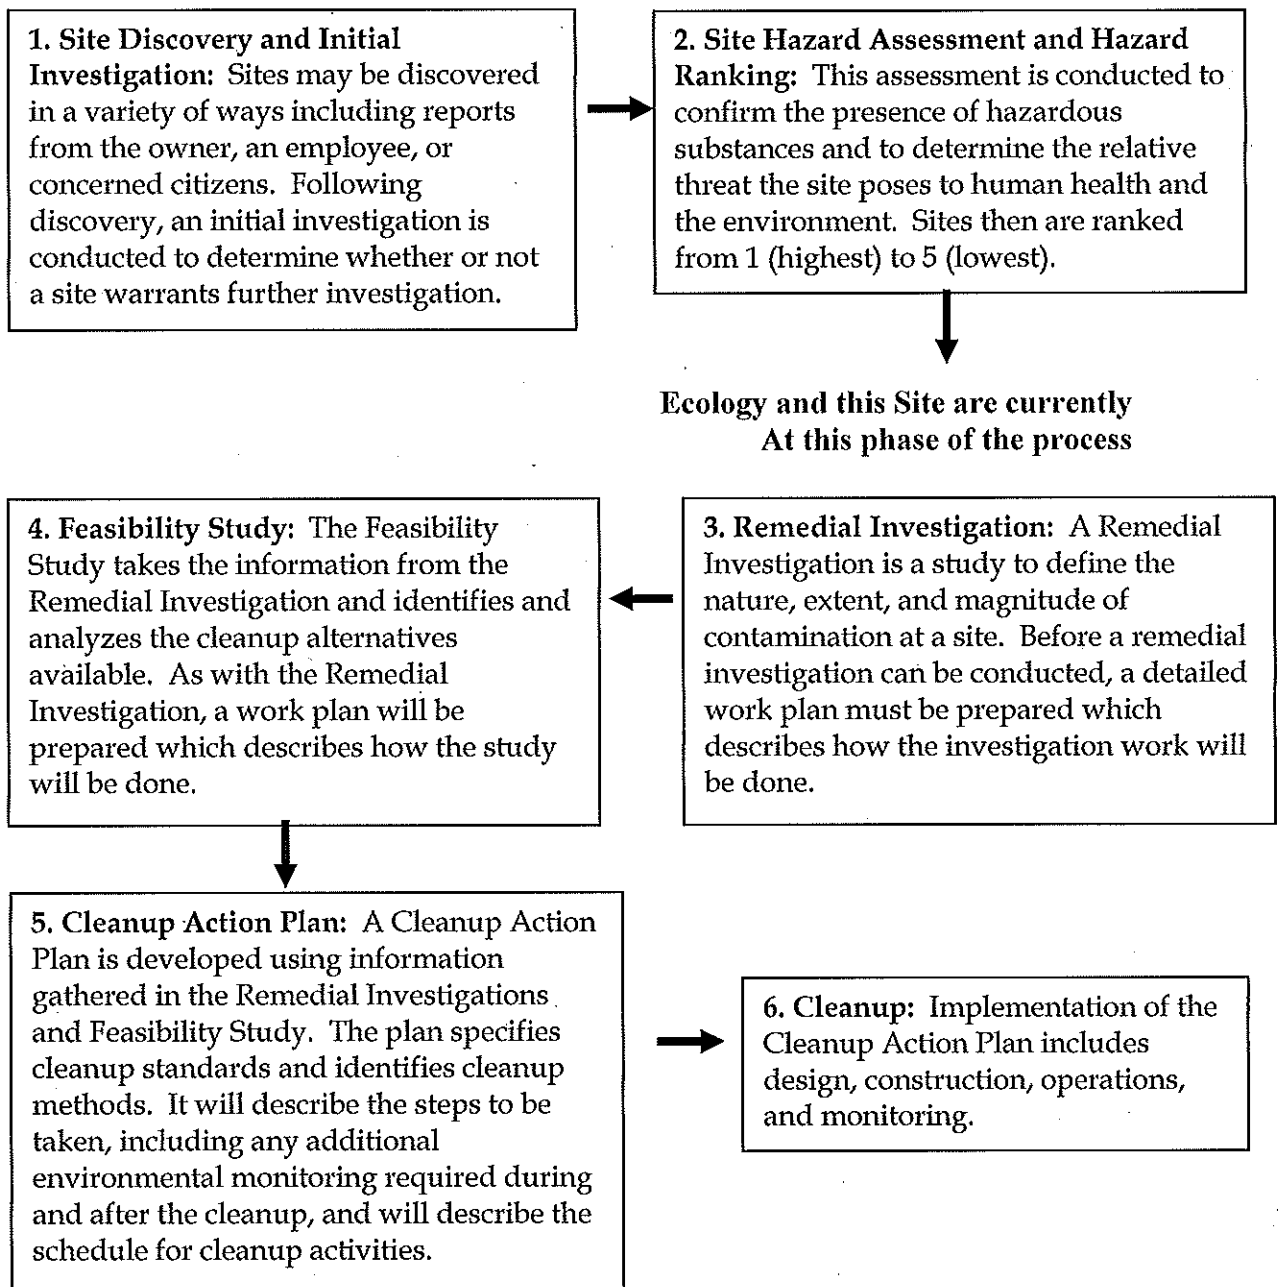 1. Site Discovery and Initial
Investigation: Sites may be discovered
in a variety of ways including reports
from the owner, an employee, or
concerned citizens. Following
discovery, an initial investigation is
conducted to determine whether or not
a site warrants further investigation.
2. Site Hazard Assessment and Hazard
Ranking: This assessment is conducted to
confirm the presence of hazardous
substances and to determine the relative
threat the site poses to human health and
the environment. Sites then are ranked
from 1 (highest) to 5 (lowest).
Ecology and this Site are currently
At this phase of the process
3. Remedial Investigation: A Remedial
Investigation is a study to define the
nature, extent, and magnitude of
contamination at a site. Before a remedial
investigation can be conducted, a detailed
work plan must be prepared which
describes how the investigation work will
be done.
4. Feasibility Study: The Feasibility
Study takes the information from the
Remedial Investigation and identifies and
analyzes the cleanup alternatives
available. As with the Remedial
Investigation, a work plan will be
prepared which describes how the study
will be done.
5. Cleanup Action Plan: A Cleanup Action
Plan is developed using information
gathered in the Remedial Investigations
and Feasibility Study. The plan specifies
cleanup standards and identifies cleanup
methods. It will describe the steps to be
taken, including any additional
environmental monitoring required during
and after the cleanup, and will describe the
schedule for cleanup activities.
6. Cleanup: Implementation of the
Cleanup Action Plan includes
design, construction, operations,
and monitoring.